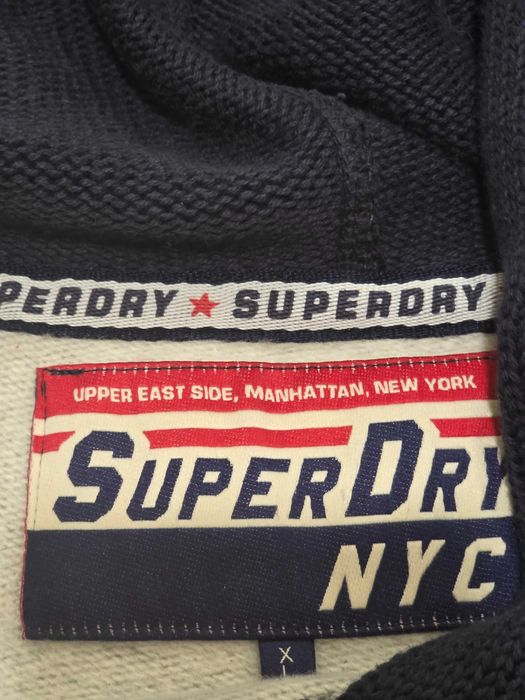 PERDRY ★ SUPERDRY
UPPER EAST SIDE, MANHATTAN, NEW YORK
SUPERDRY
NYC
X